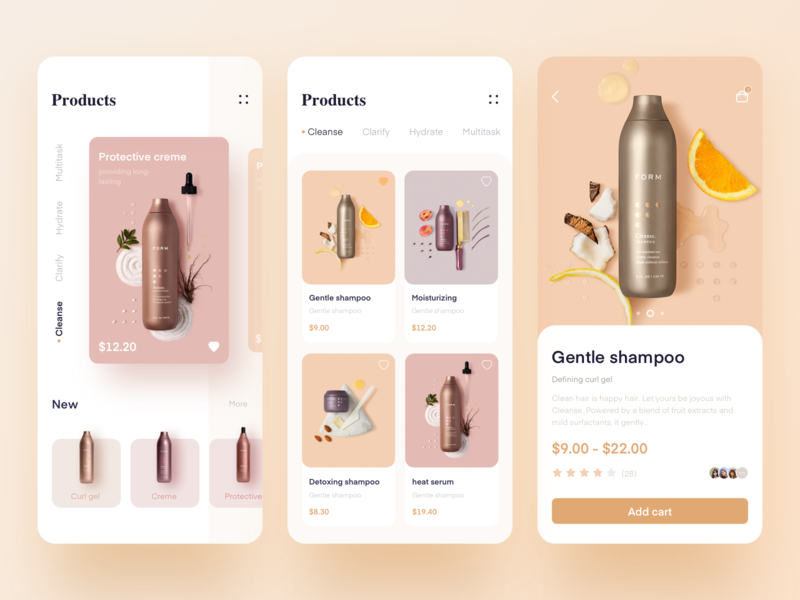 Products
Multitask
Hydrate
Clarify
Cleanse
Protective creme
providing long-
lasting
FORM
$12.20
P
$
New
More
Curl gel
Creme
Protective
Products
Cleanse
Clarify
Hydrate
Multitask
Gentle shampoo
Gentle shampoo
$9.00
Moisturizing
Gentle shampoo
$12.20
FORM
Detoxing shampoo
Gentle shampoo
$8.30
heat serum
Gentle shampoo
$19.40
FORM
Cleanse.
Gentle shampoo
Defining curl gel
Clean hair is happy hair. Let yours be joyous with
Cleanse. Powered by a blend of fruit extracts and
mild surfactants, it gently..
$9.00 - $22.00
(28)
Add cart